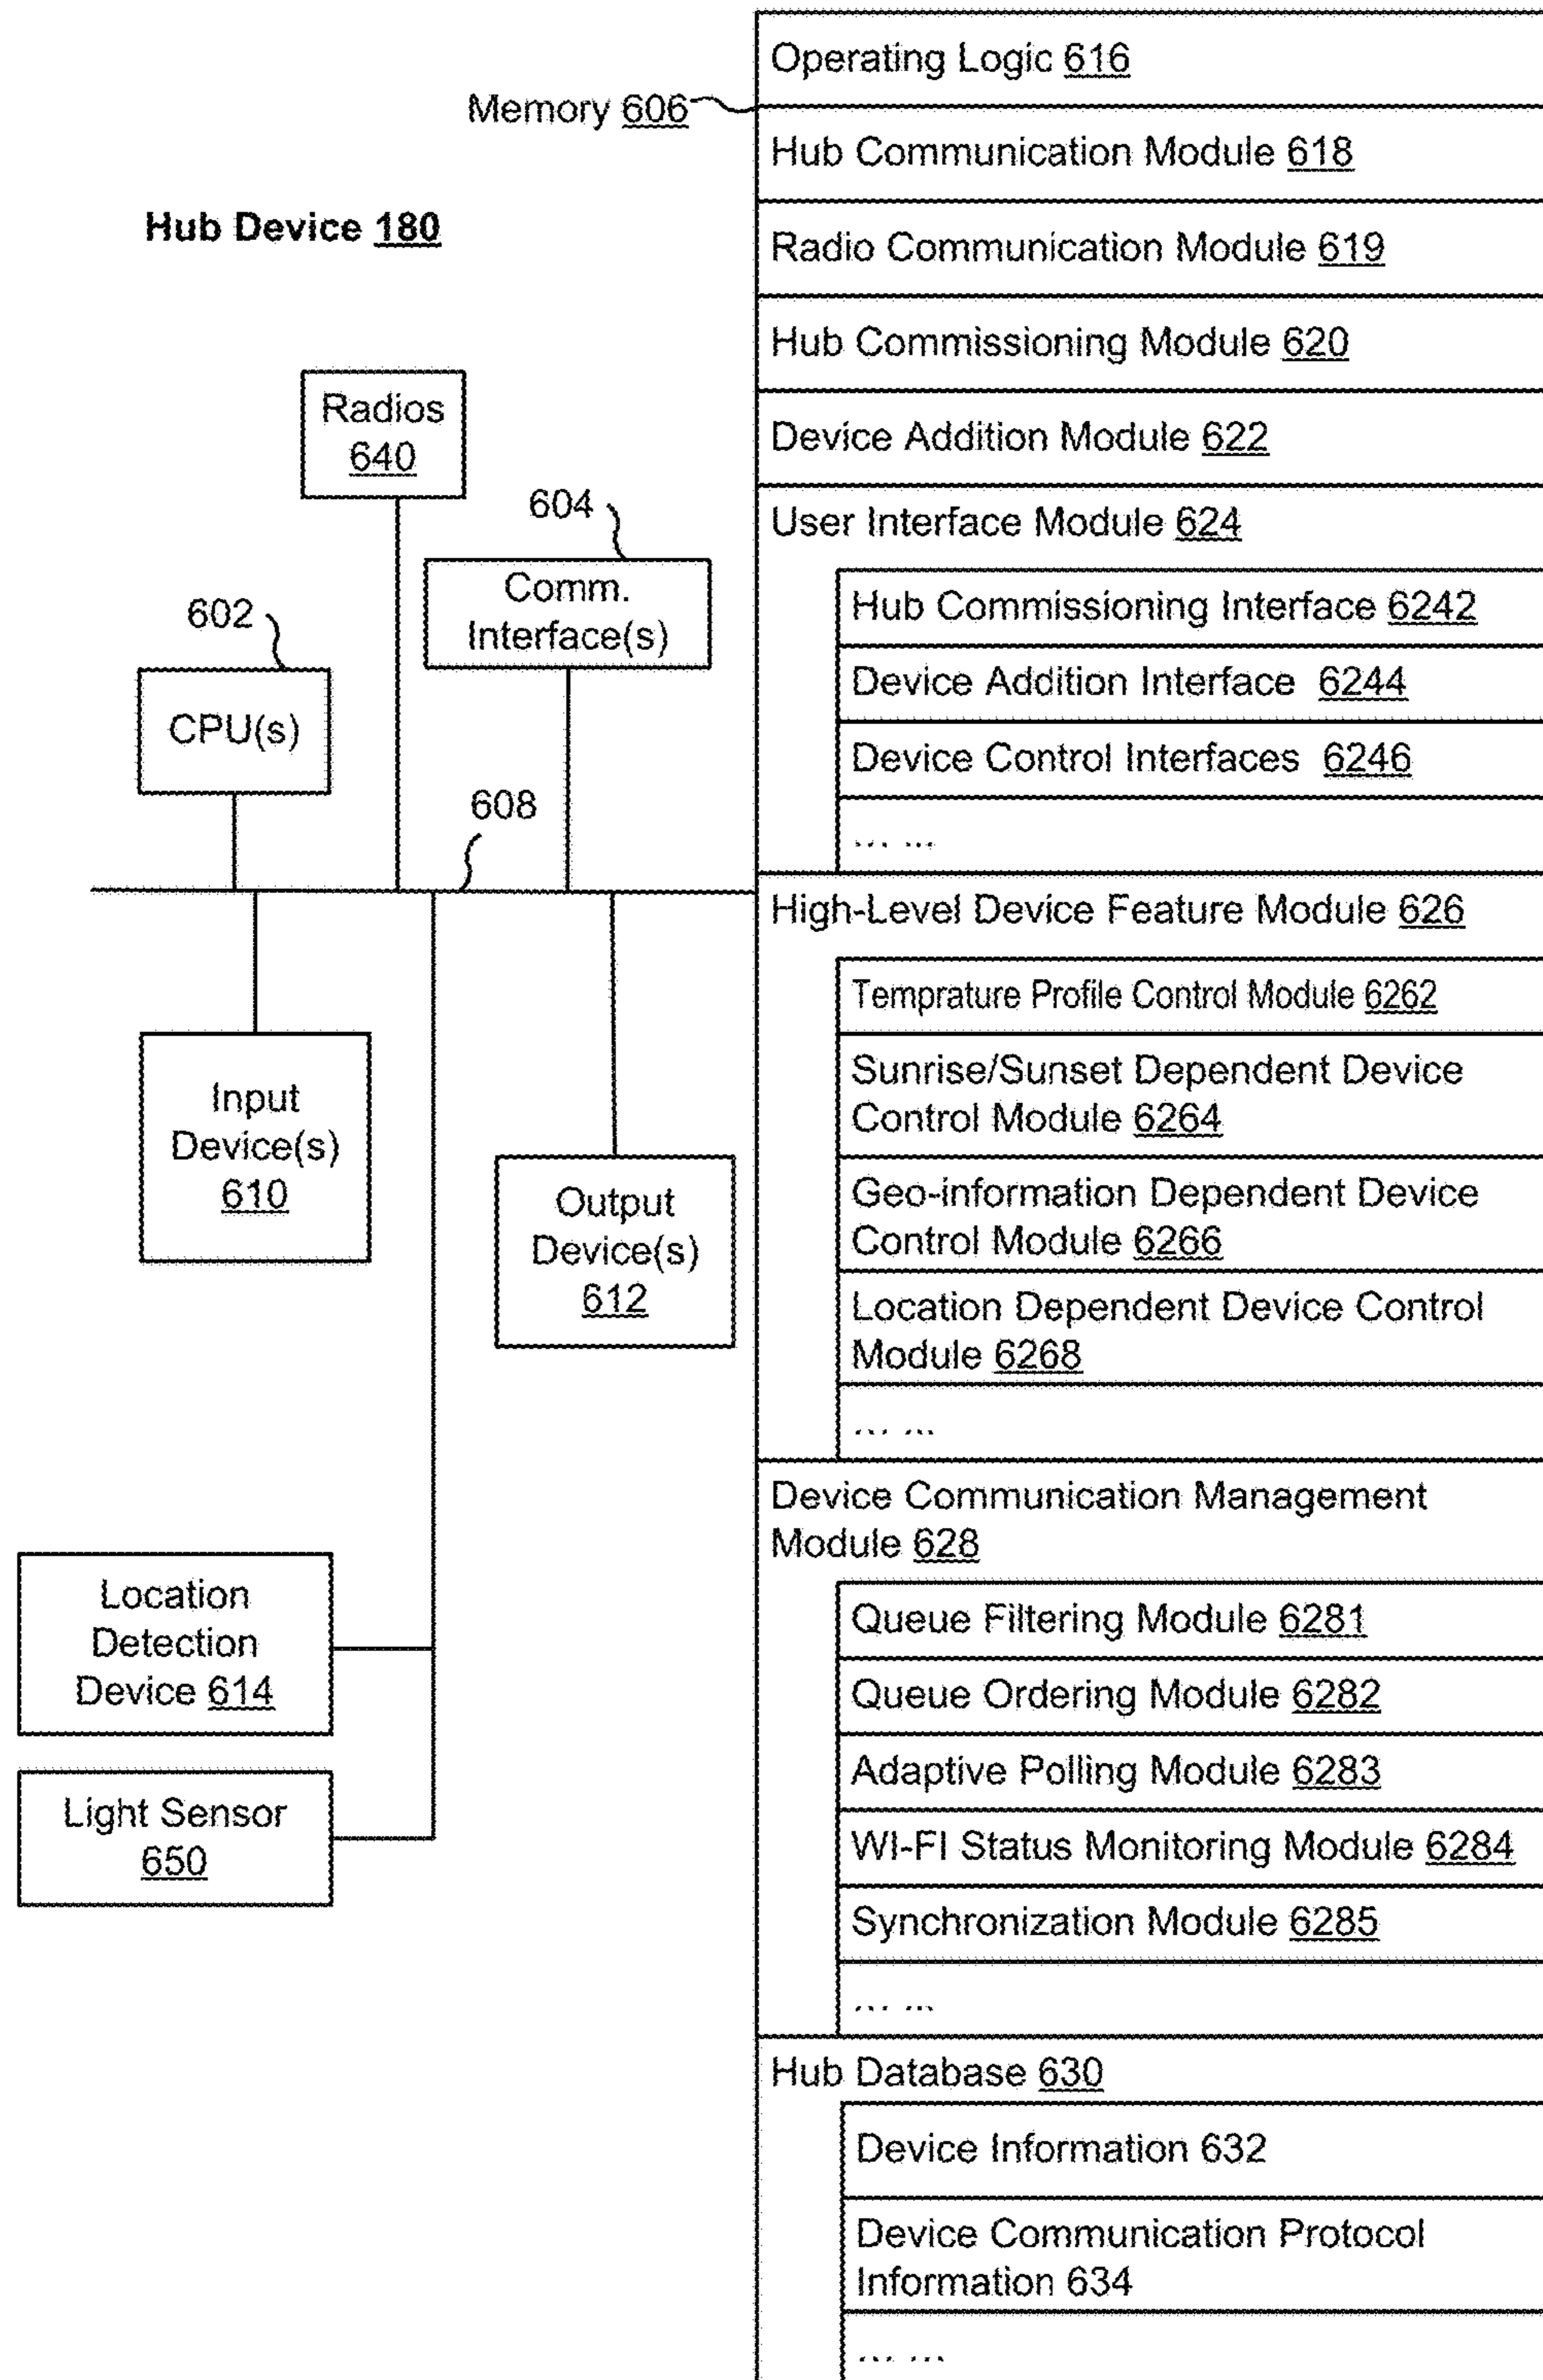 Hub Device 180
Memory 606
Radios
640
604
Comm.
Interface(s)
602
CPU(s)
608
Input
Device(s)
610
Output
Device(s)
612
Location
Detection
Device 614
Light Sensor
650
Operating Logic 616
Hub Communication Module 618
Radio Communication Module 619
Hub Commissioning Module 620
Device Addition Module 622
User Interface Module 624
Hub Commissioning Interface 6242
Device Addition Interface 6244
Device Control Interfaces 6246
... ...
High-Level Device Feature Module 626
Temprature Profile Control Module 6262
Sunrise/Sunset Dependent Device
Control Module 6264
Geo-information Dependent Device
Control Module 6266
Location Dependent Device Control
Module 6268
... ...
Device Communication Management
Module 628
Queue Filtering Module 6281
Queue Ordering Module 6282
Adaptive Polling Module 6283
WI-FI Status Monitoring Module 6284
Synchronization Module 6285
... ...
Hub Database 630
Device Information 632
Device Communication Protocol
Information 634
... ...